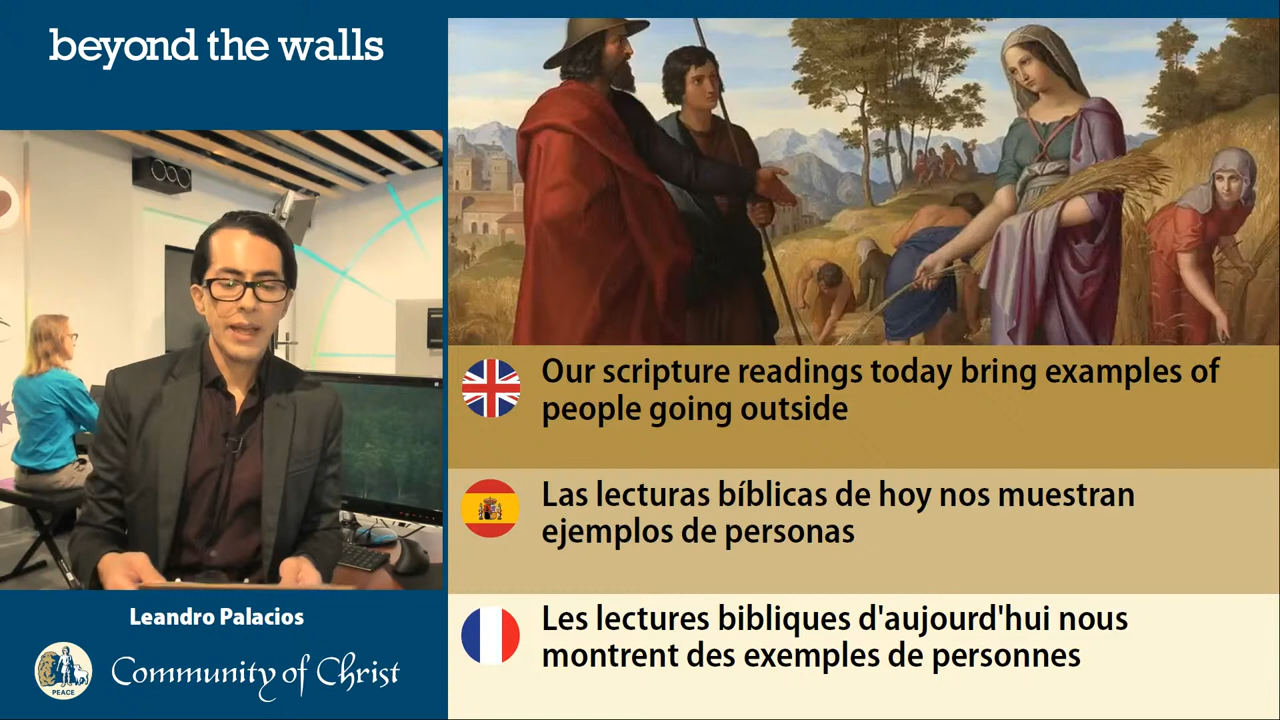 beyond the walls
Our scripture readings today bring examples of
people going outside
Las lecturas bíblicas de hoy nos muestran
ejemplos de personas
Les lectures bibliques d'aujourd'hui nous
montrent des exemples de personnes
Leandro Palacios
PEACE
Community of Christ